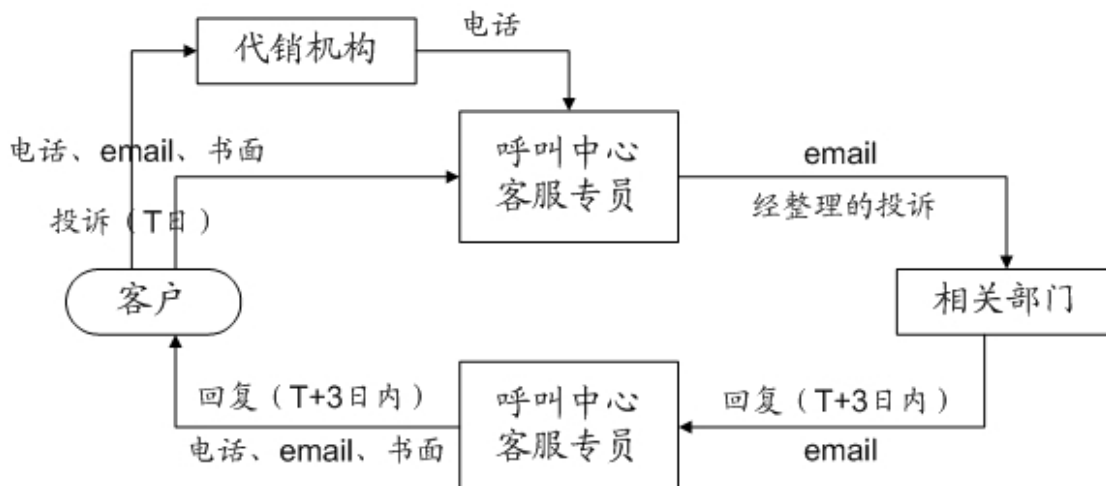 代销机构
电话
电话、email、书面
呼叫中心
客服专员
email
经整理的投诉
投诉（T日）
客户
相关部门
回复（T+3日内）
电话、email、书面
呼叫中心
客服专员
回复（T+3日内）
email